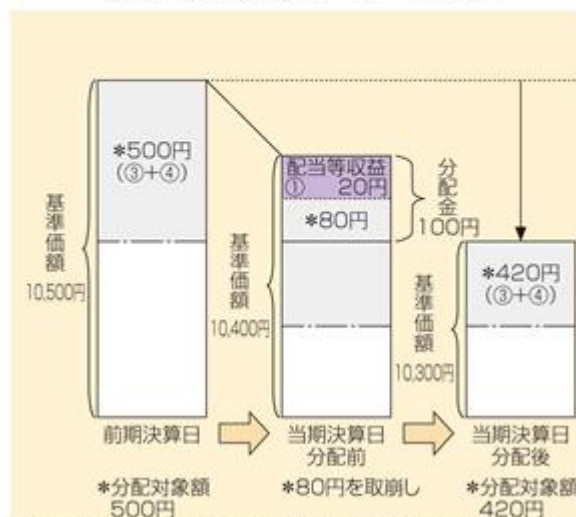 *500円
(③+④)
基準価額
10,500円
配当等収益
① 20円
*80円
分配金
100円
基準価額
10,400円
*420円
(③+④)
基準価額
10,300円
前期決算日
当期決算日
分配前
当期決算日
分配後
*分配対象額
500円
*80円を取崩し
*分配対象額
420円